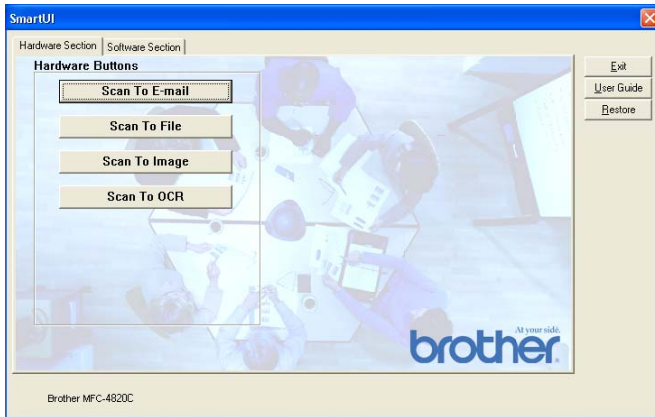 SmartUI
Hardware Section
Software Section
Hardware Buttons
Scan To E-mail
Scan To File
Scan To Image
Scan To OCR
Exit
User Guide
Restore
At your side.
brother
Brother MFC-4820C